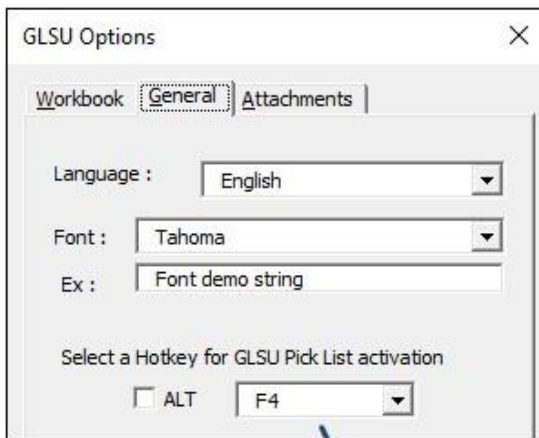 GLSU Options
Workbook General Attachments
Language : English
Font : Tahoma
Ex : Font demo string
Select a Hotkey for GLSU Pick List activation
ALT F4